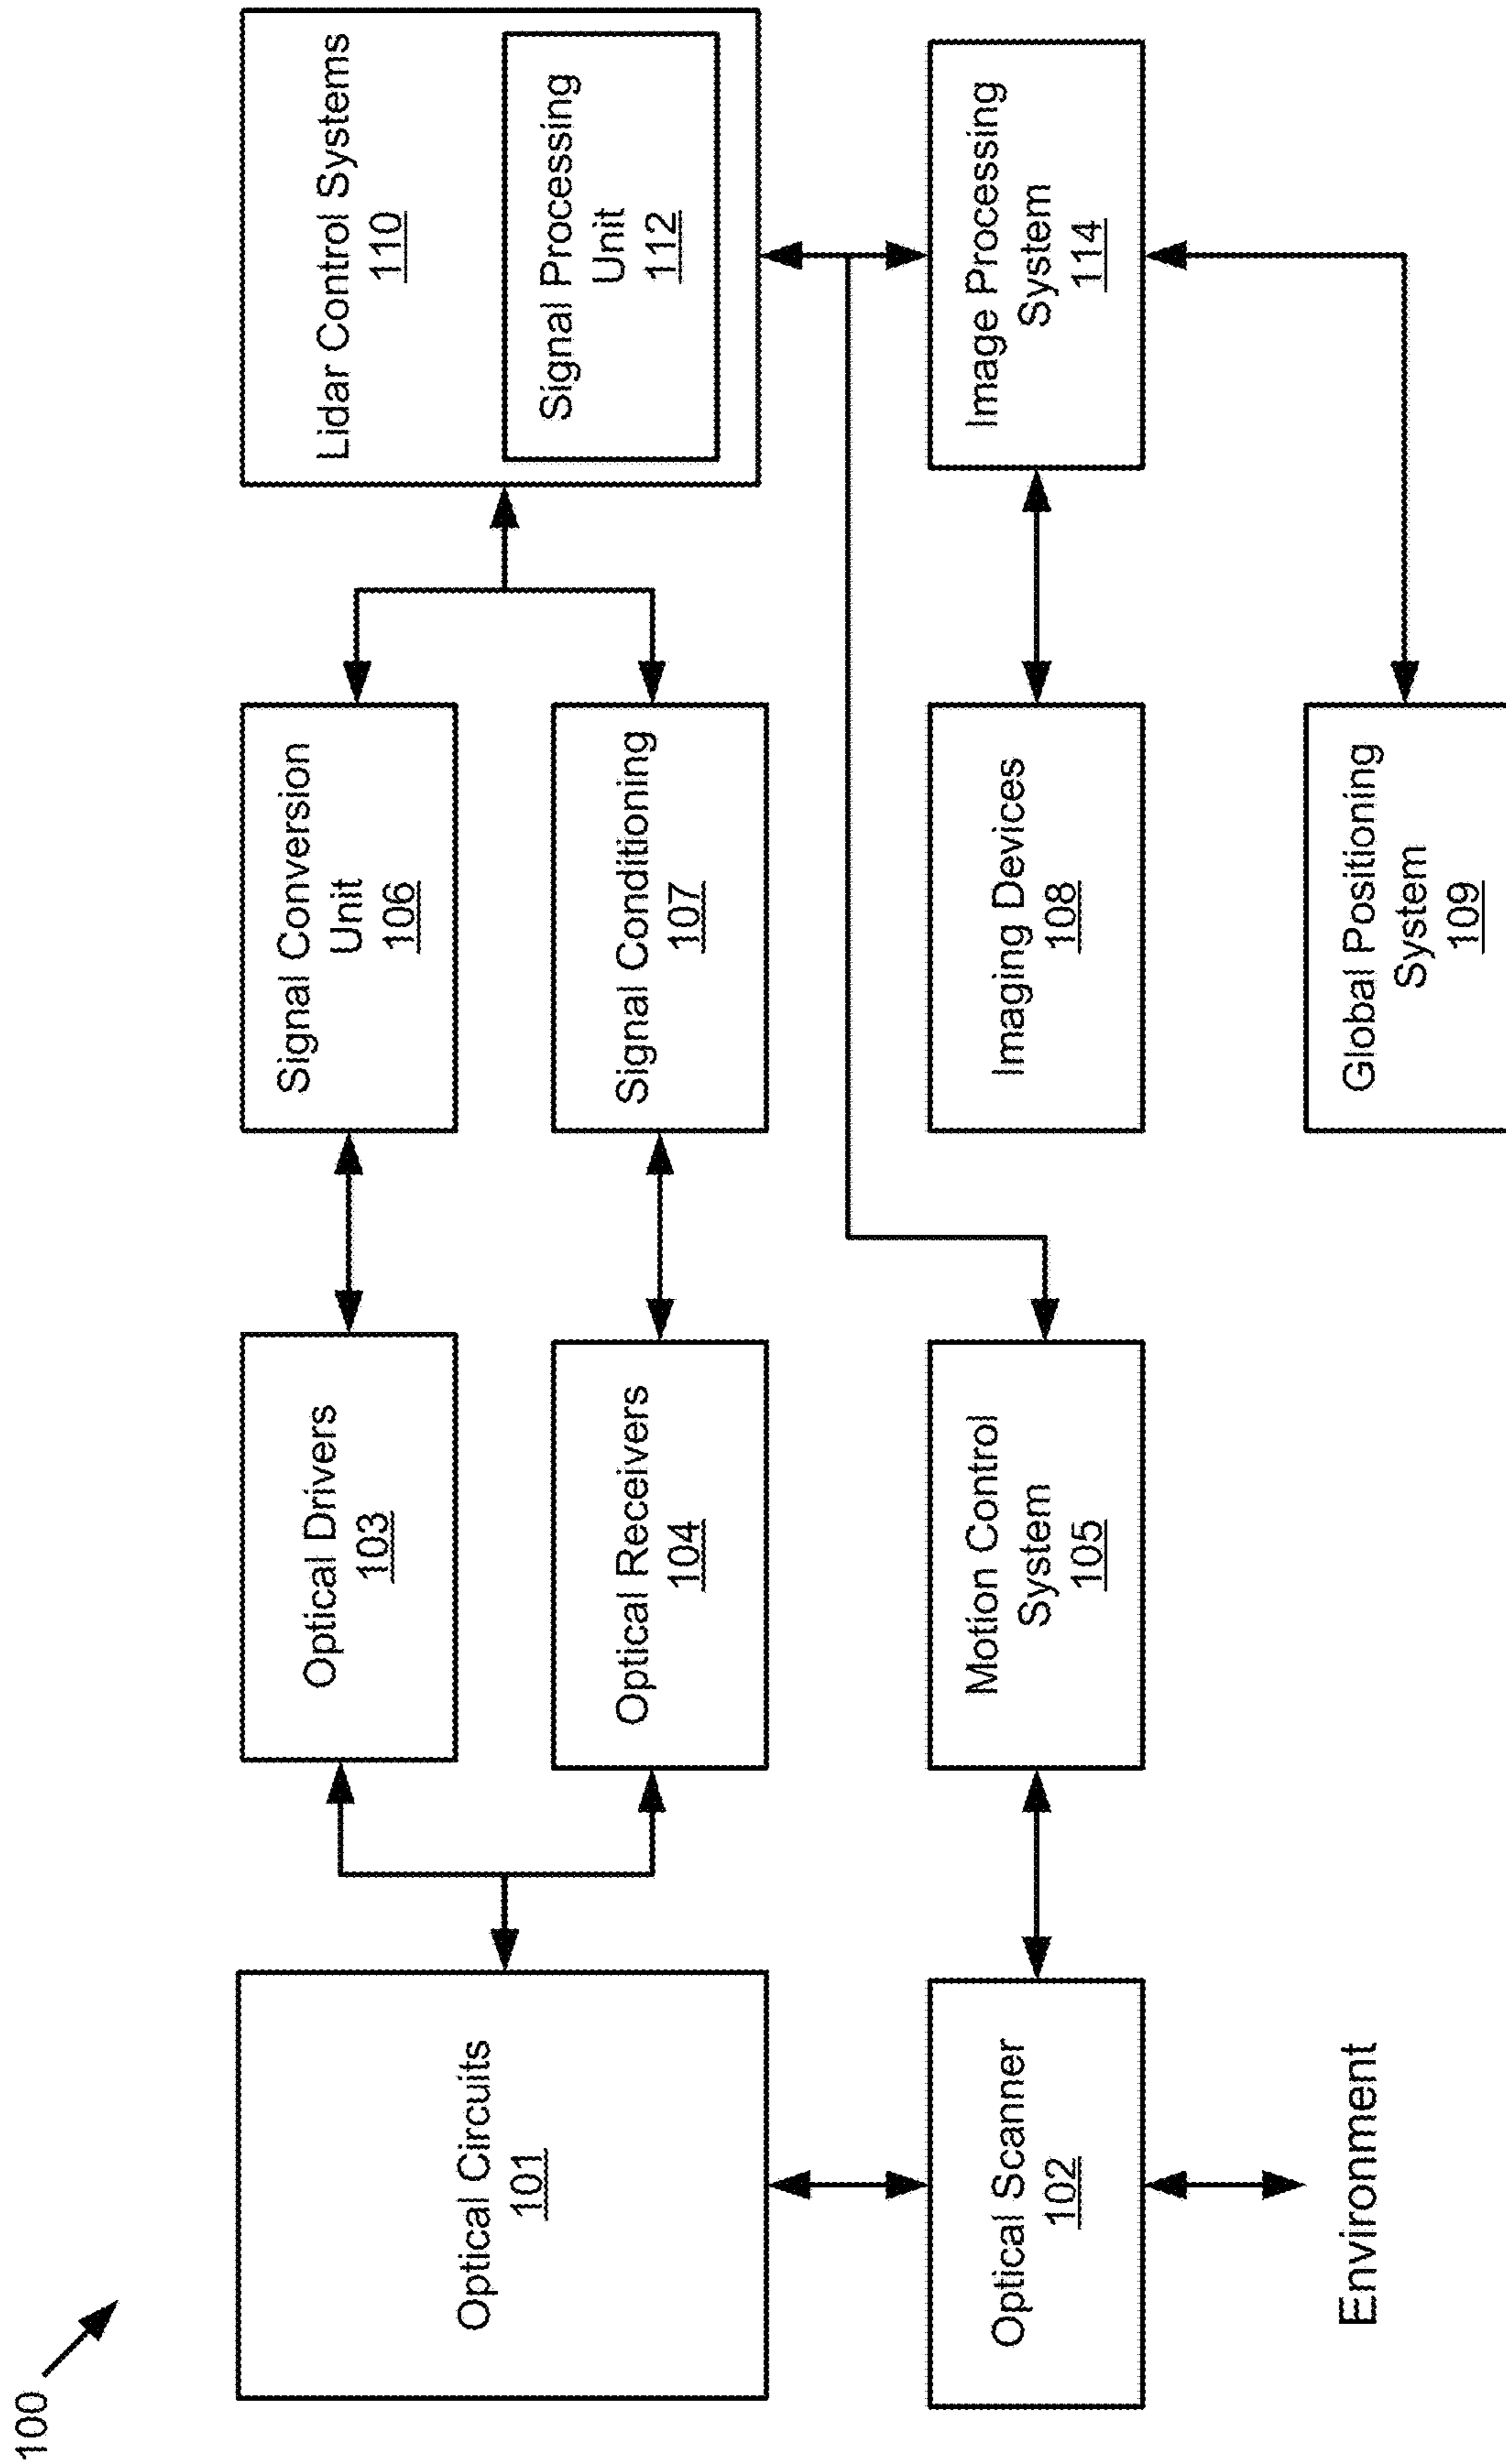 100
Optical Circuits
101
Optical Drivers
103
Signal Conversion
Unit
106
Lidar Control Systems
110
Signal Processing
Unit
112
Optical Receivers
104
Signal Conditioning
107
Optical Scanner
102
Motion Control
System
105
Imaging Devices
108
Image Processing
System
114
Environment
Global Positioning
System
109